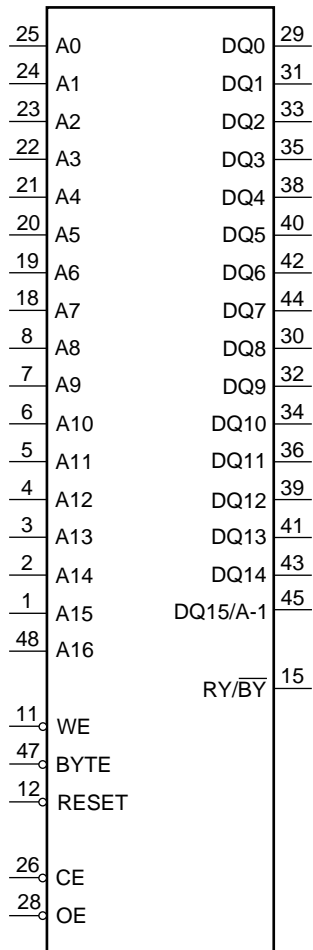 25 A0 DQ0 29
24 A1 DQ1 31
23 A2 DQ2 33
22 A3 DQ3 35
21 A4 DQ4 38
20 A5 DQ5 40
19 A6 DQ6 42
18 A7 DQ7 44
8 A8 DQ8 30
7 A9 DQ9 32
6 A10 DQ10 34
5 A11 DQ11 36
4 A12 DQ12 39
3 A13 DQ13 41
2 A14 DQ14 43
1 A15 DQ15/A-1 45
48 A16
RY/B̅Y̅ 15
11 WE
47 BYTE
12 RESET
26 CE
28 OE